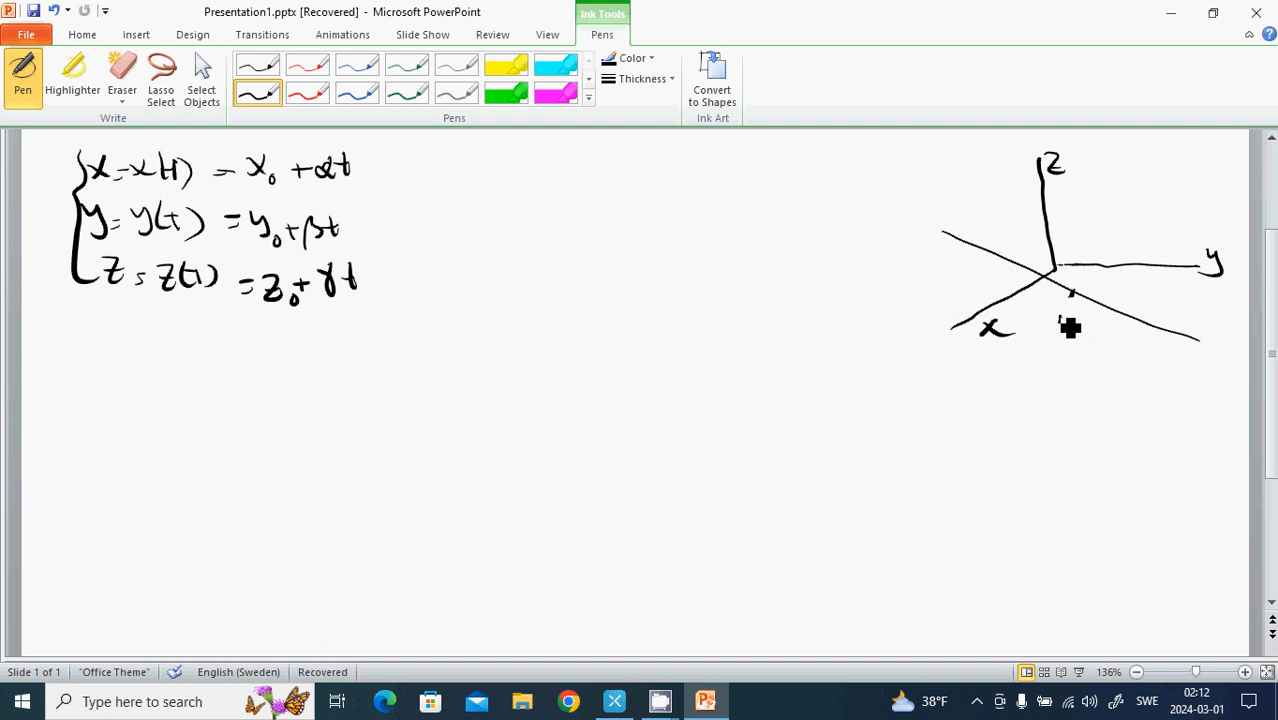 Presentation1.pptx [Recovered] - Microsoft PowerPoint
Ink Tools
File Home Insert Design Transitions Animations Slide Show Review View Pens
Pen Highlighter Eraser Lasso Select Select Objects
Color
Thickness
Convert to Shapes
Write Pens Ink Art
x = x(t) = x₀ + αt
y = y(t) = y₀ + βt
z = z(t) = z₀ + γt
z
y
x
Slide 1 of 1 "Office Theme" English (Sweden) Recovered 136%
Type here to search
38°F
SWE
02:12
2024-03-01